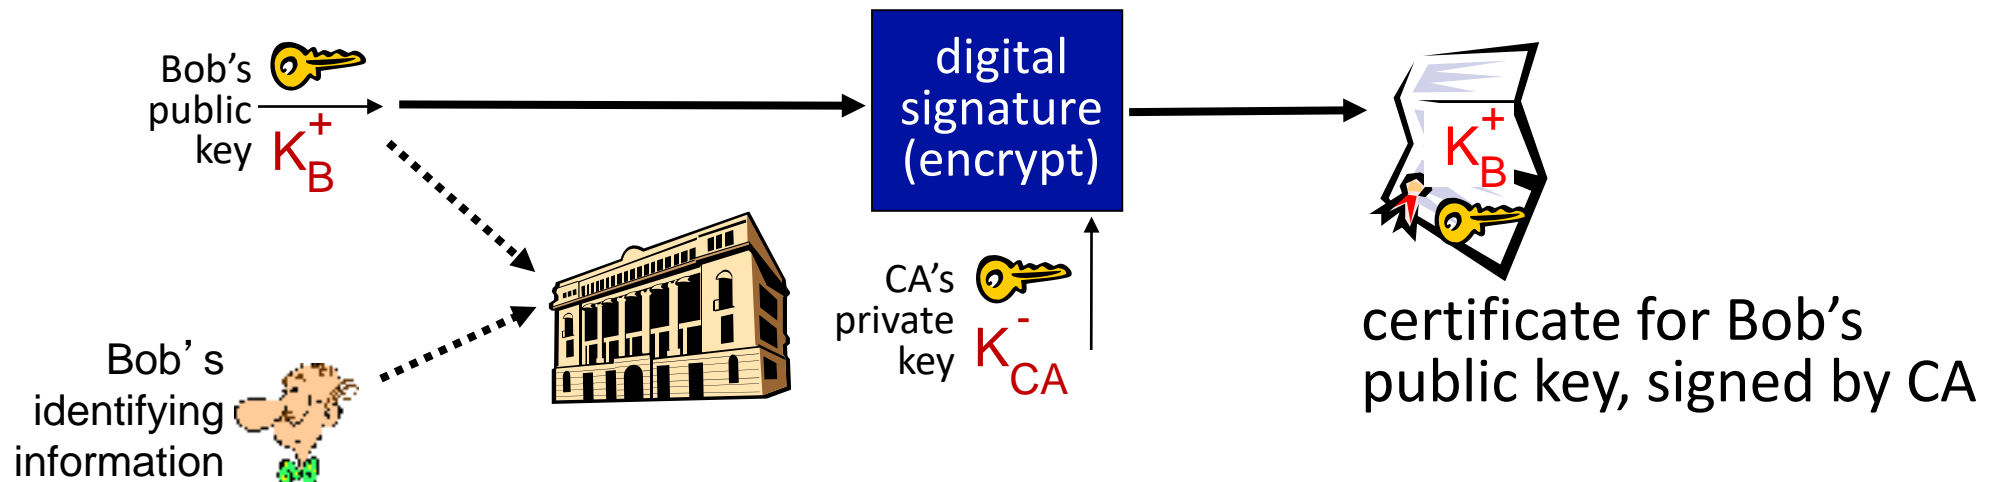 Bob's
public
key
K
+
B
digital
signature
(encrypt)
K
+
B
CA's
private
key
K
-
CA
certificate for Bob's
public key, signed by CA
Bob's
identifying
information